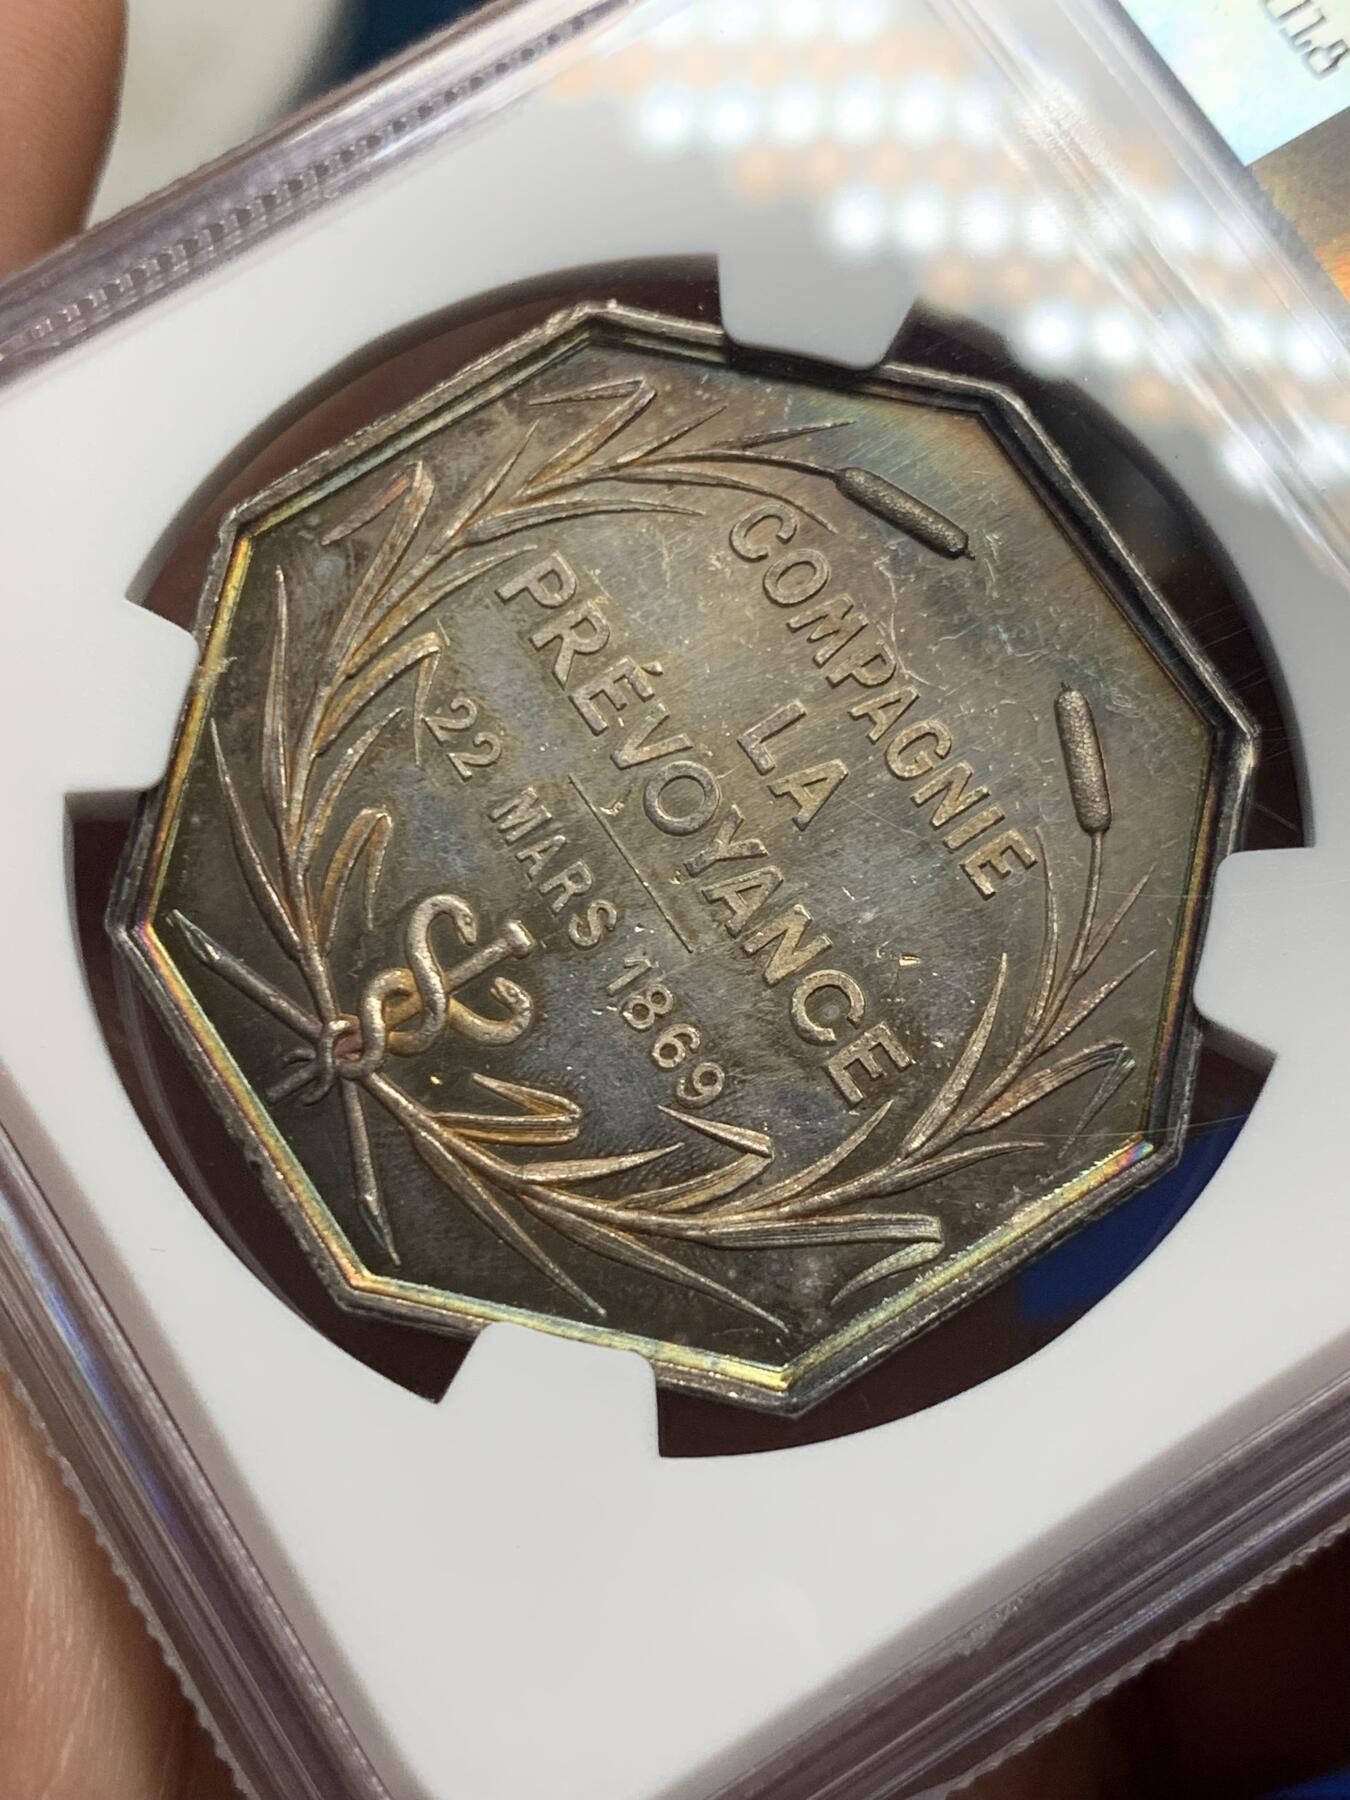 COMPAGNIE
LA
PRÉVOYANCE
22 MARS 1869